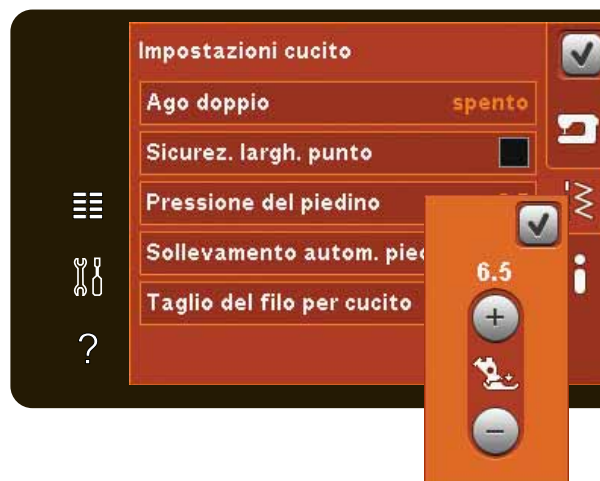 Impostazioni cucito
Ago doppio spento
Sicurez. largh. punto
Pressione del piedino
Sollevamento autom.
Taglio del filo per cucito
6.5
+
−
?